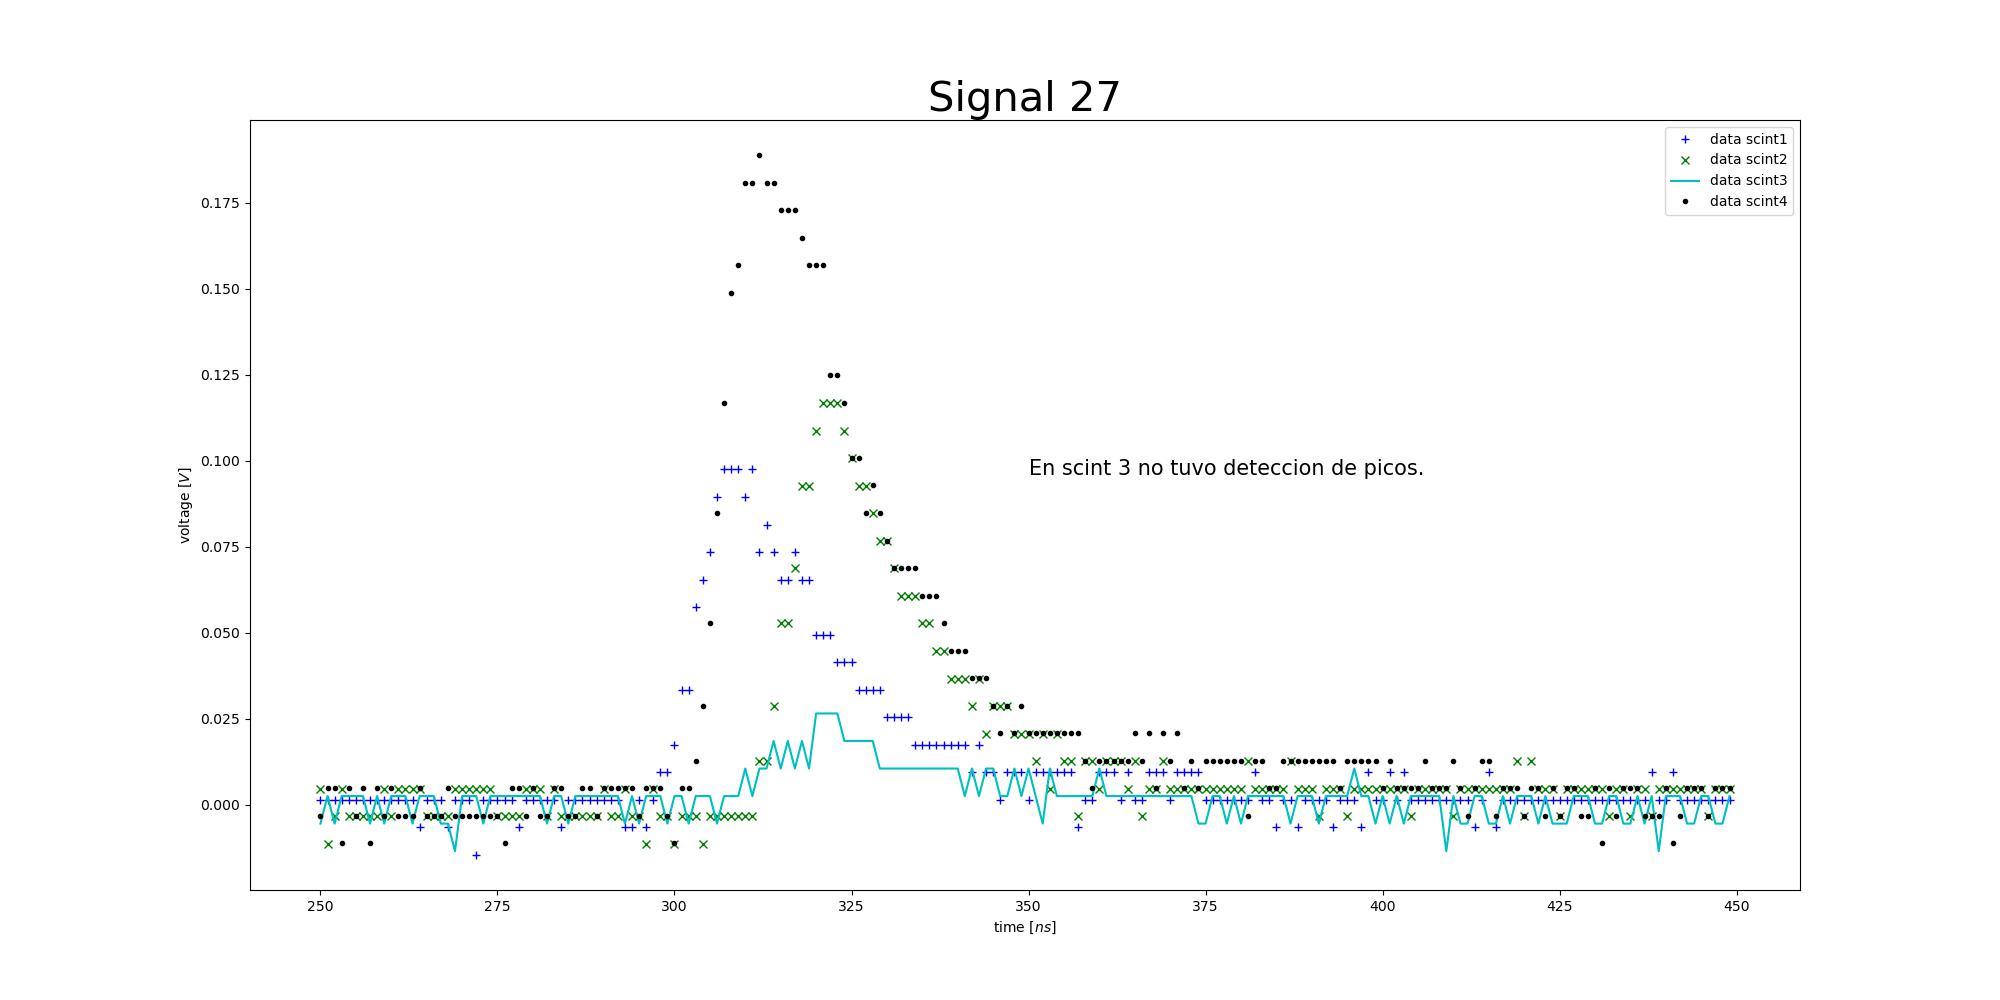 Signal 27
data scint1
data scint2
data scint3
data scint4
0.175
0.150
0.125
0.100
0.075
0.050
0.025
0.000
voltage [V]
En scint 3 no tuvo deteccion de picos.
250 275 300 325 350 375 400 425 450
time [ns]